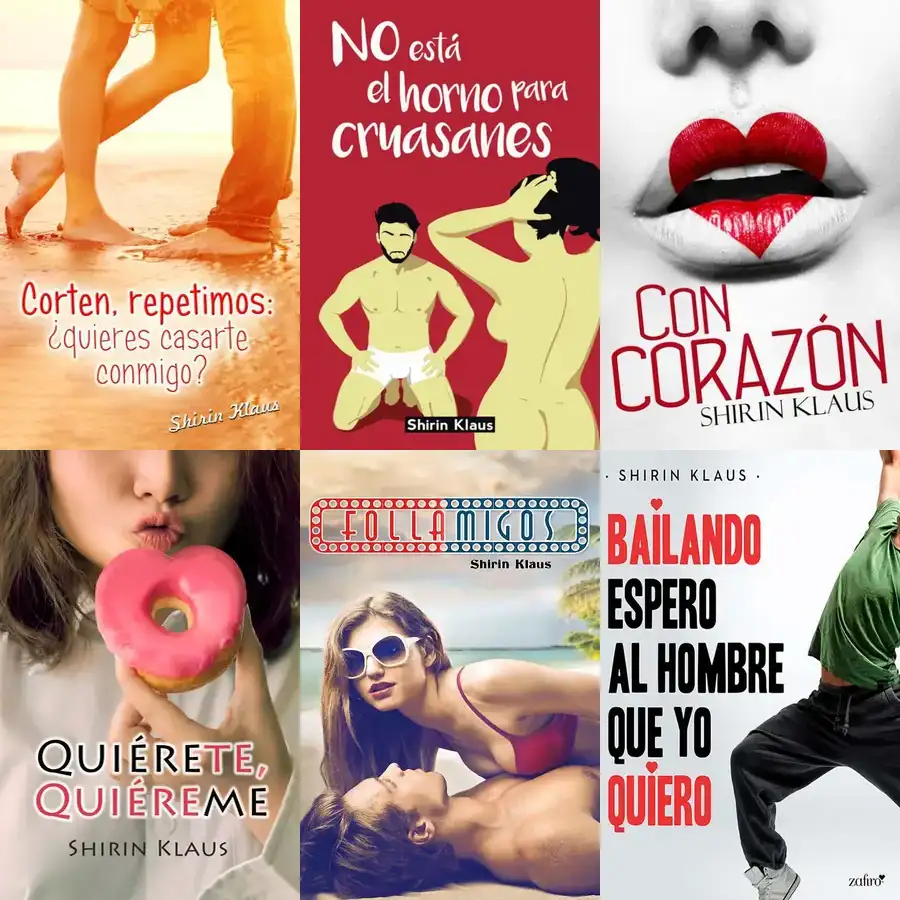 Corten, repetimos:
¿quieres casarte
conmigo?
Shirin Klaus
NO está
el horno para
cruasanes
Shirin Klaus
CON
CORAZÓN
SHIRIN KLAUS
QUIÉRETE,
QUIÉREME
SHIRIN KLAUS
FOLLAMIGOS
Shirin Klaus
· SHIRIN KLAUS ·
BAILANDO
ESPERO
AL HOMBRE
QUE YO
QUIERO
zafiro